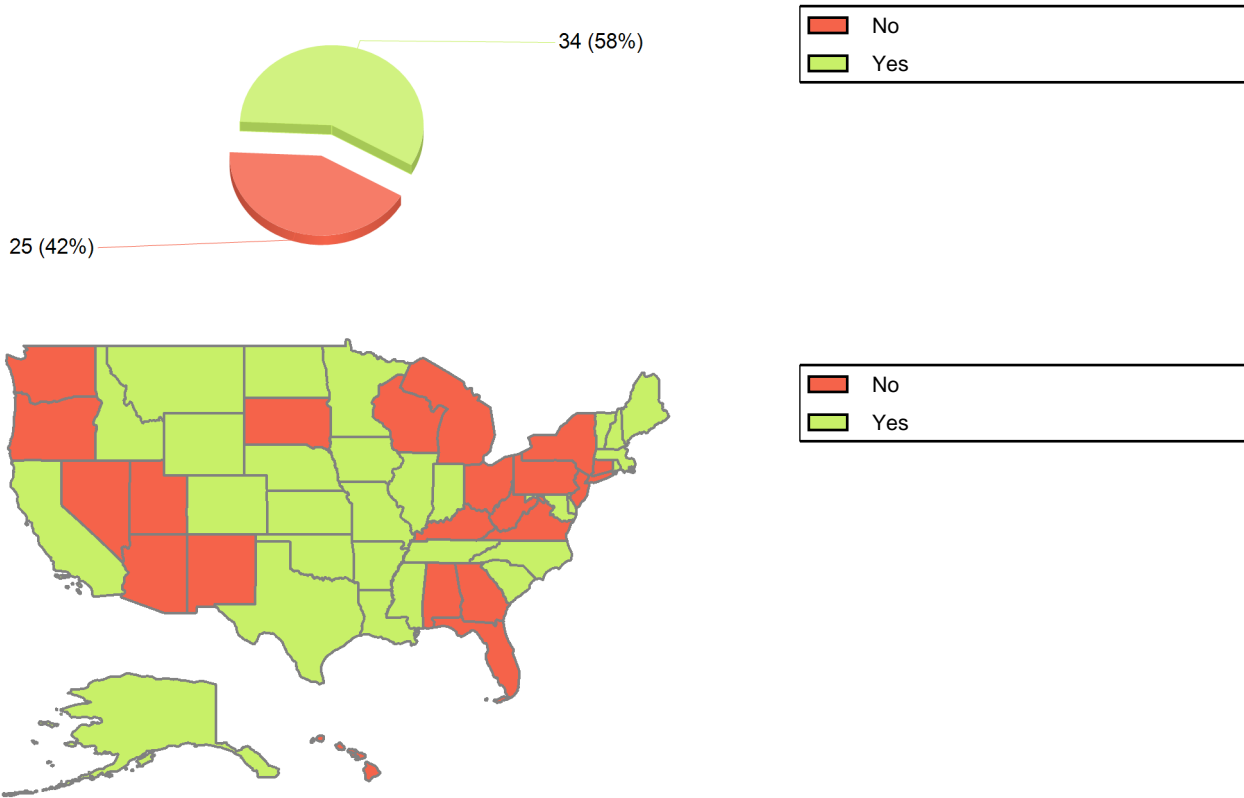 34 (58%)
25 (42%)
No
Yes
No
Yes